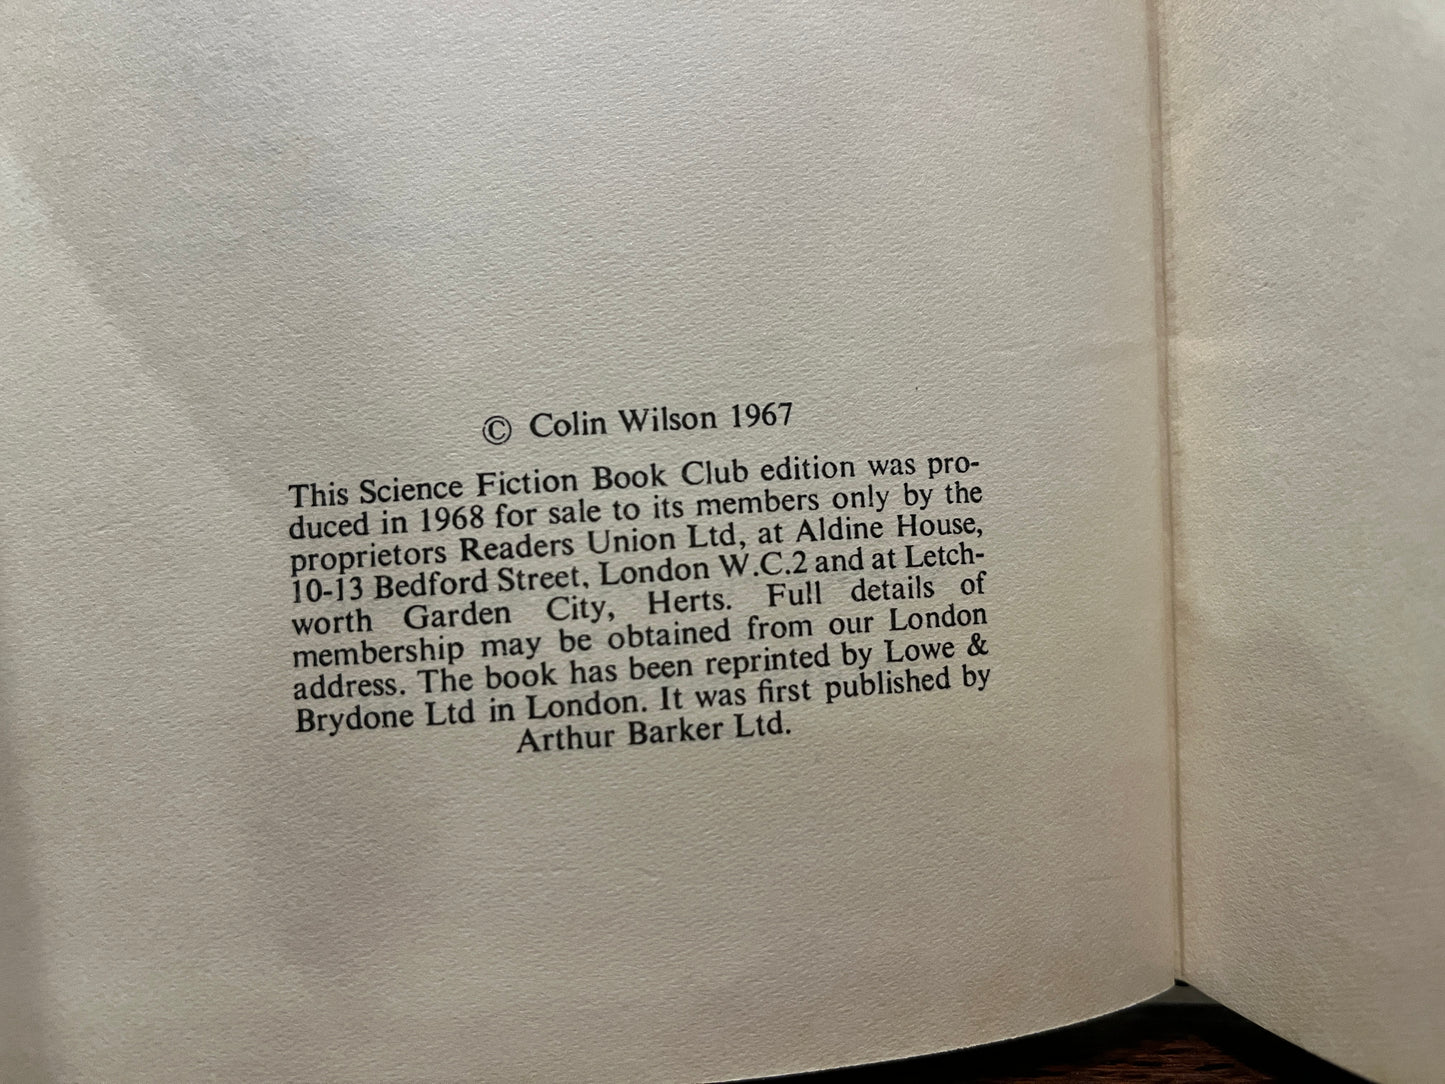 © Colin Wilson 1967
This Science Fiction Book Club edition was pro-
duced in 1968 for sale to its members only by the
proprietors Readers Union Ltd, at Aldine House,
10-13 Bedford Street, London W.C.2 and at Letch-
worth Garden City, Herts. Full details of
membership may be obtained from our London
address. The book has been reprinted by Lowe &
Brydone Ltd in London. It was first published by
Arthur Barker Ltd.